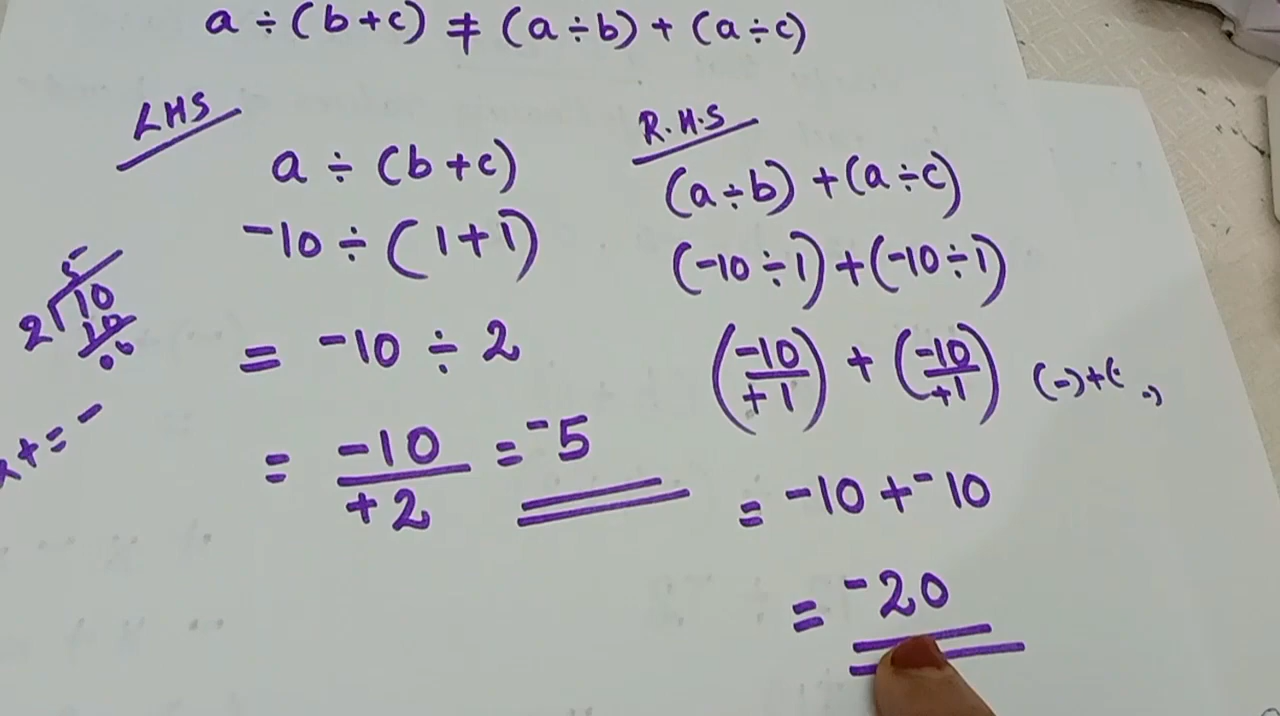 a ÷ (b + c) ≠ (a ÷ b) + (a ÷ c)
LHS
a ÷ (b + c)
-10 ÷ (1 + 1)
= -10 ÷ 2
= -10/+2 = -5
5
2 10
10
00
+ = -
R.H.S
(a ÷ b) + (a ÷ c)
(-10 ÷ 1) + (-10 ÷ 1)
(-10/+1) + (-10/+1) (-)+(-)
= -10 + -10
= -20